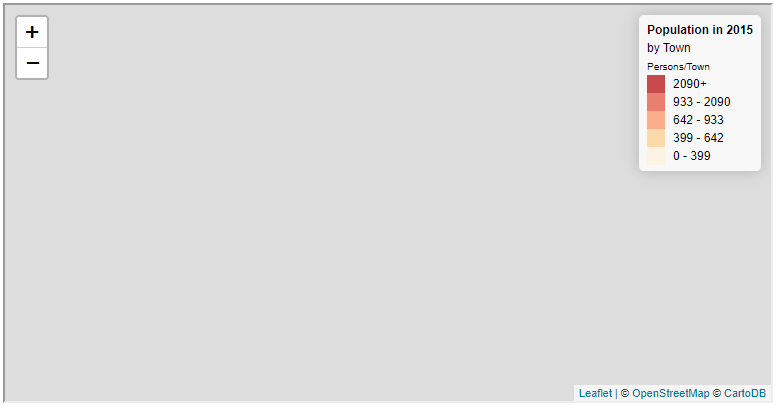 +
−
Population in 2015
by Town
Persons/Town
2090+
933 - 2090
642 - 933
399 - 642
0 - 399
Leaflet | © OpenStreetMap © CartoDB